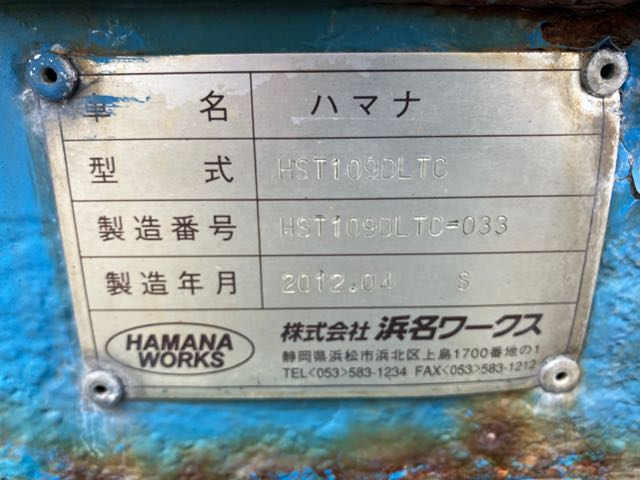 車名 ハマナ
型式 HST109DLTC
製造番号 HST109DLTC-033
製造年月 2012.04 S
HAMANA WORKS
株式会社 浜名ワークス
静岡県浜松市浜北区上島1700番地の1
TEL<053>583-1234 FAX<053>583-1212